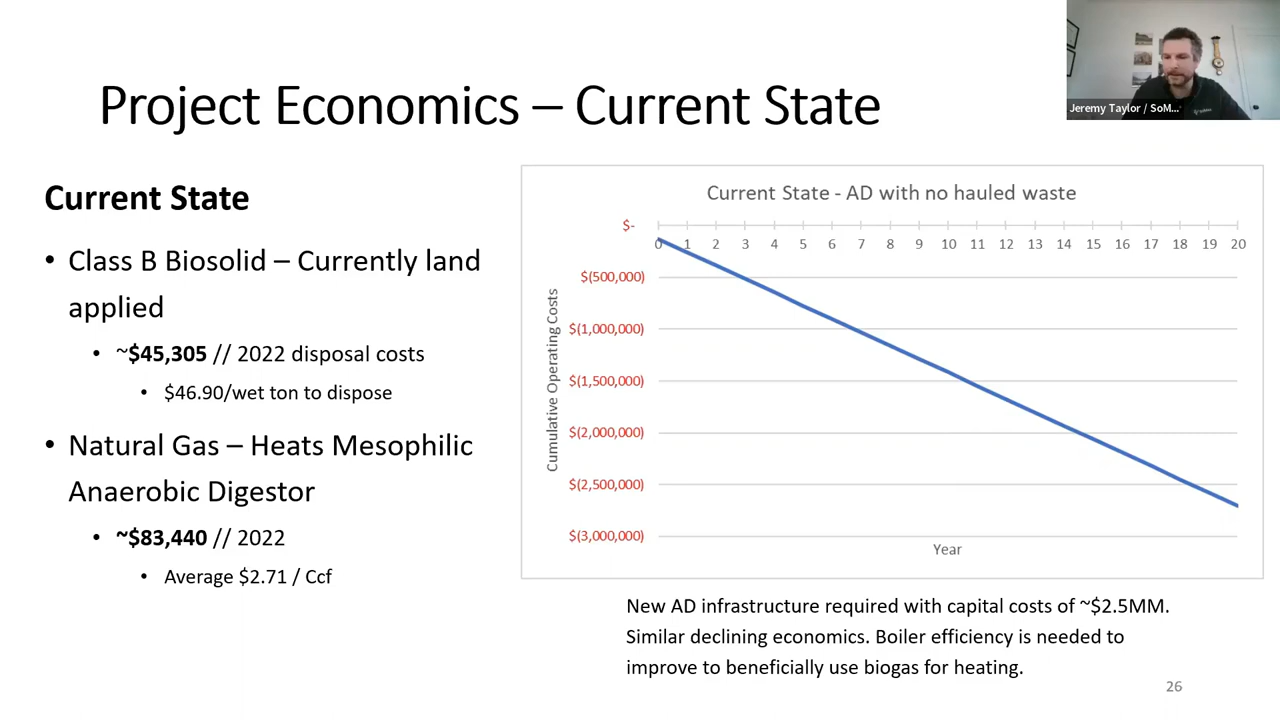 Jeremy Taylor / SoM...
Project Economics – Current State
Current State
• Class B Biosolid – Currently land
applied
• ~$45,305 // 2022 disposal costs
• $46.90/wet ton to dispose
• Natural Gas – Heats Mesophilic
Anaerobic Digestor
• ~$83,440 // 2022
• Average $2.71 / Ccf
Current State - AD with no hauled waste
$-
0 1 2 3 4 5 6 7 8 9 10 11 12 13 14 15 16 17 18 19 20
$(500,000)
$(1,000,000)
$(1,500,000)
$(2,000,000)
$(2,500,000)
$(3,000,000)
Cumulative Operating Costs
Year
New AD infrastructure required with capital costs of ~$2.5MM.
Similar declining economics. Boiler efficiency is needed to
improve to beneficially use biogas for heating.
26